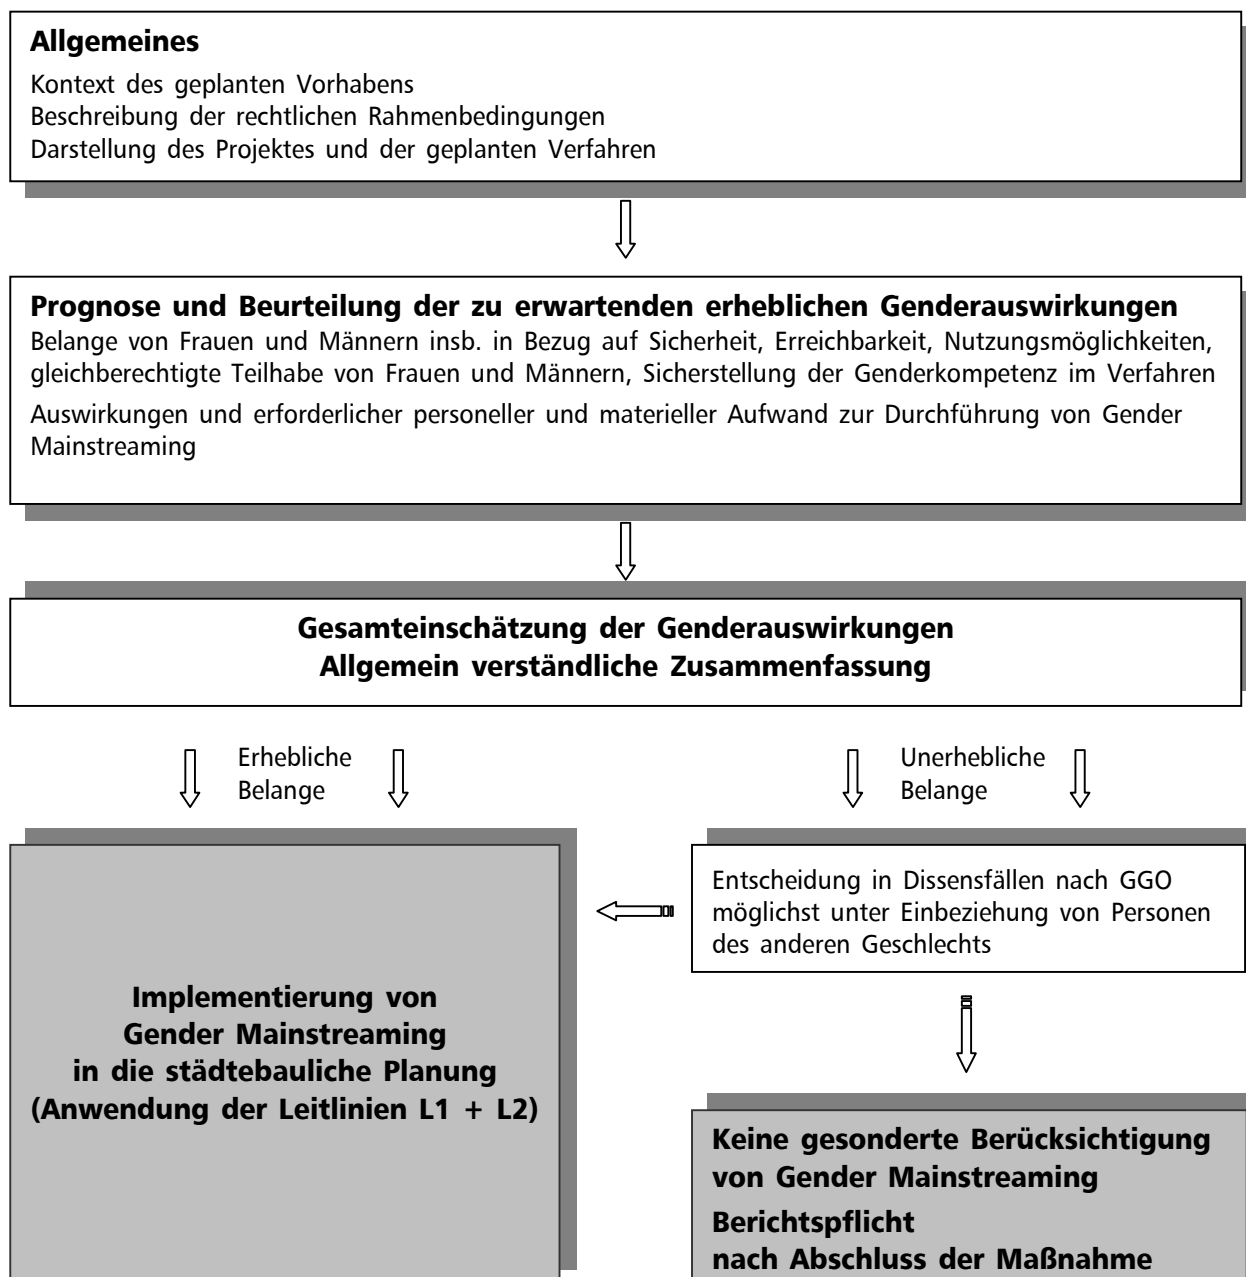 Allgemeines
Kontext des geplanten Vorhabens
Beschreibung der rechtlichen Rahmenbedingungen
Darstellung des Projektes und der geplanten Verfahren
Prognose und Beurteilung der zu erwartenden erheblichen Genderauswirkungen
Belange von Frauen und Männern insb. in Bezug auf Sicherheit, Erreichbarkeit, Nutzungsmöglichkeiten,
gleichberechtigte Teilhabe von Frauen und Männern, Sicherstellung der Genderkompetenz im Verfahren
Auswirkungen und erforderlicher personeller und materieller Aufwand zur Durchführung von Gender
Mainstreaming
Gesamteinschätzung der Genderauswirkungen
Allgemein verständliche Zusammenfassung
Erhebliche
Belange
Unerhebliche
Belange
Entscheidung in Dissensfällen nach GGO
möglichst unter Einbeziehung von Personen
des anderen Geschlechts
Implementierung von
Gender Mainstreaming
in die städtebauliche Planung
(Anwendung der Leitlinien L1 + L2)
Keine gesonderte Berücksichtigung
von Gender Mainstreaming
Berichtspflicht
nach Abschluss der Maßnahme